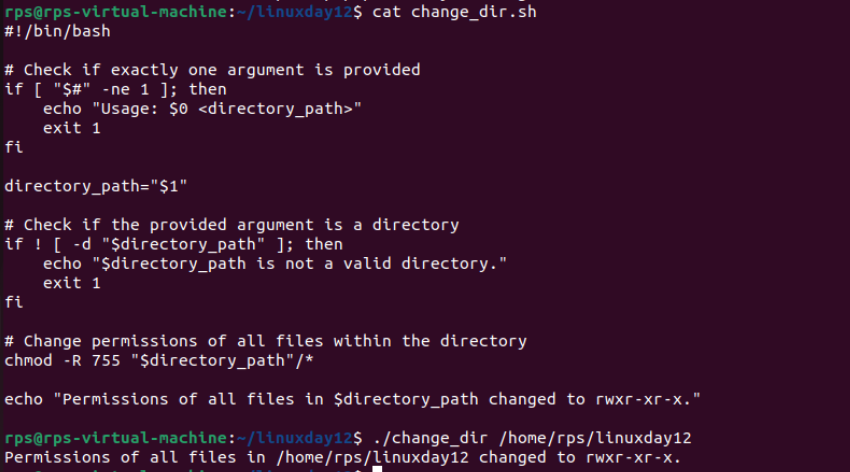 rps@rps-virtual-machine:~/linuxday12$ cat change_dir.sh
#!/bin/bash
# Check if exactly one argument is provided
if [ "$#" -ne 1 ]; then
    echo "Usage: $0 <directory_path>"
    exit 1
fi
directory_path="$1"
# Check if the provided argument is a directory
if ! [ -d "$directory_path" ]; then
    echo "$directory_path is not a valid directory."
    exit 1
fi
# Change permissions of all files within the directory
chmod -R 755 "$directory_path"/*
echo "Permissions of all files in $directory_path changed to rwxr-xr-x."
rps@rps-virtual-machine:~/linuxday12$ ./change_dir /home/rps/linuxday12
Permissions of all files in /home/rps/linuxday12 changed to rwxr-xr-x.